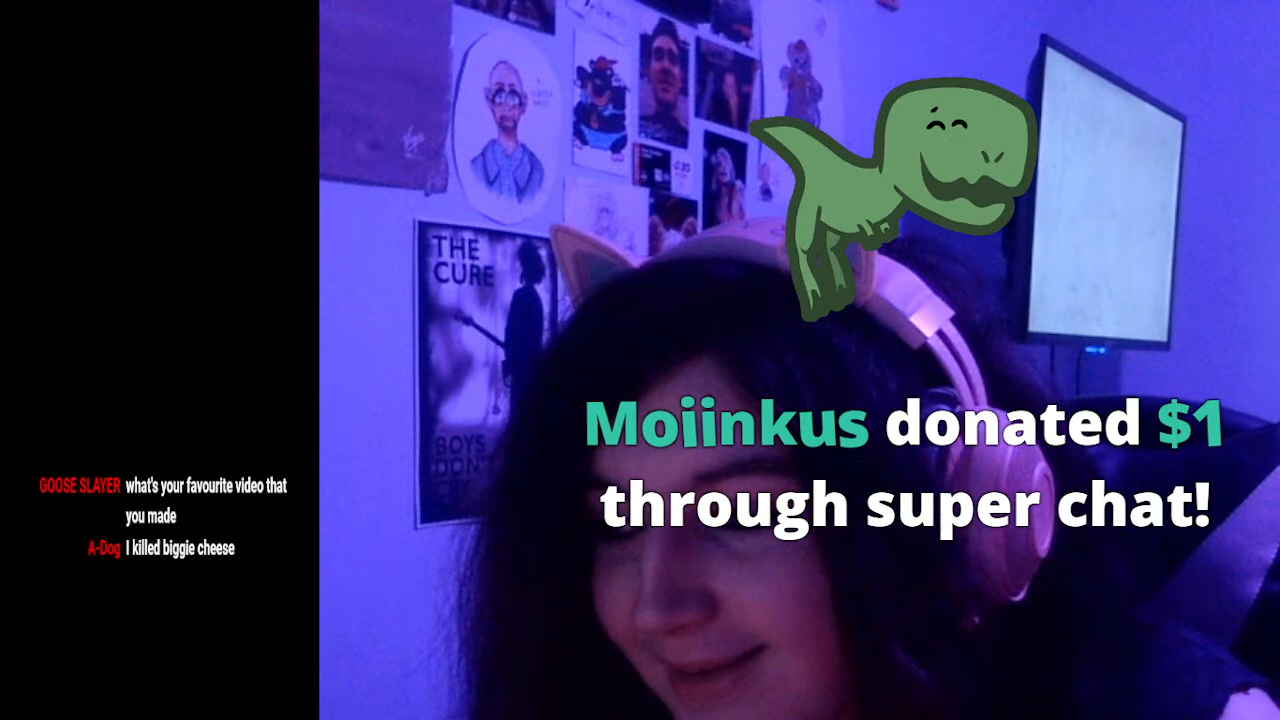 GOOSE SLAYER what's your favourite video that
you made
A-Dog I killed biggie cheese
THE
CURE
BOYS
DON'T
CRY
Moiinkus donated $1
through super chat!